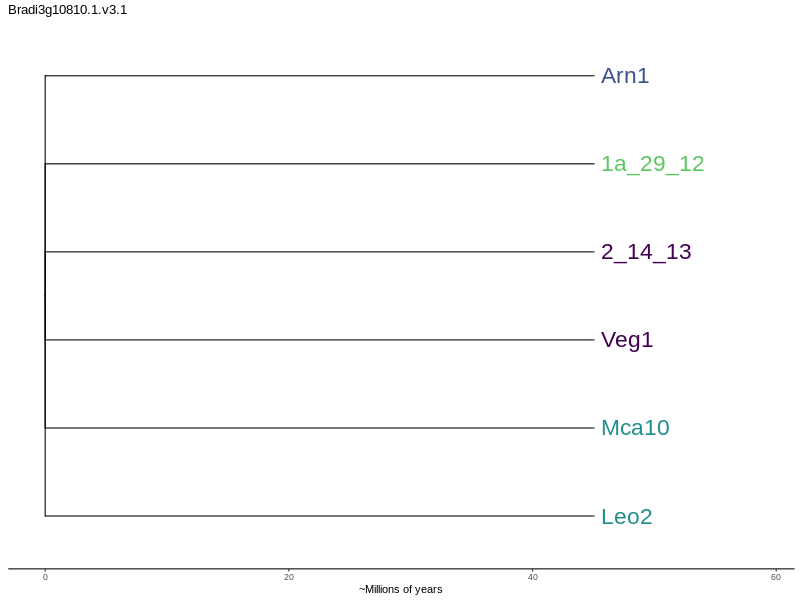 Bradi3g10810.1.v3.1
Arn1
1a_29_12
2_14_13
Veg1
Mca10
Leo2
0 20 40 60
~Millions of years